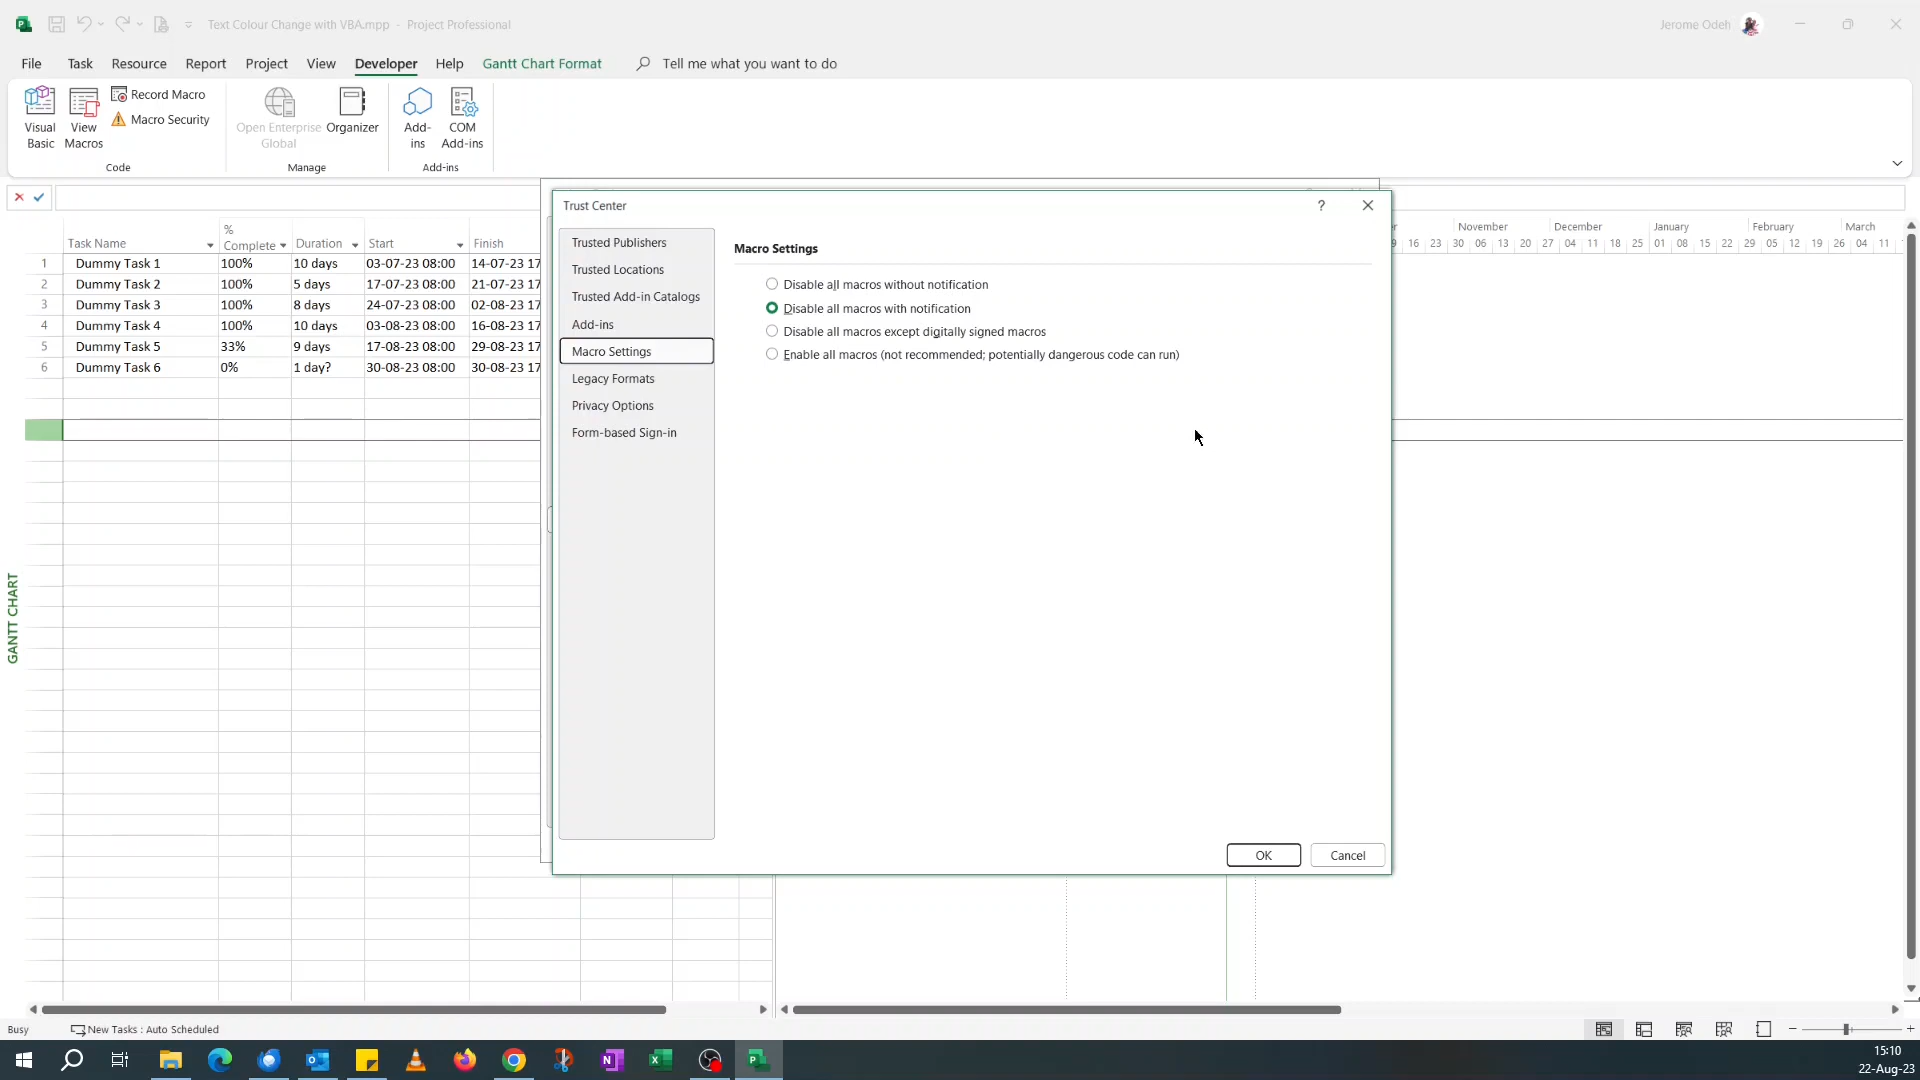 Text Colour Change with VBA.mpp - Project Professional
Jerome Odeh
File Task Resource Report Project View Developer Help Gantt Chart Format Tell me what you want to do
Visual Basic
View Macros
Record Macro
Macro Security
Code
Open Enterprise Global
Organizer
Manage
Add-ins
COM Add-ins
Add-ins
Trust Center
Trusted Publishers
Trusted Locations
Trusted Add-in Catalogs
Add-ins
Macro Settings
Legacy Formats
Privacy Options
Form-based Sign-in
Macro Settings
Disable all macros without notification
Disable all macros with notification
Disable all macros except digitally signed macros
Enable all macros (not recommended; potentially dangerous code can run)
OK Cancel
Task Name % Complete Duration Start Finish
1 Dummy Task 1 100% 10 days 03-07-23 08:00 14-07-23 17
2 Dummy Task 2 100% 5 days 17-07-23 08:00 21-07-23 17
3 Dummy Task 3 100% 8 days 24-07-23 08:00 02-08-23 17
4 Dummy Task 4 100% 10 days 03-08-23 08:00 16-08-23 17
5 Dummy Task 5 33% 9 days 17-08-23 08:00 29-08-23 17
6 Dummy Task 6 0% 1 day? 30-08-23 08:00 30-08-23 17
November December January February March
16 23 30 06 13 20 27 04 11 18 25 01 08 15 22 29 05 12 19 26 04 11
GANTT CHART
Busy New Tasks : Auto Scheduled
15:10
22-Aug-23